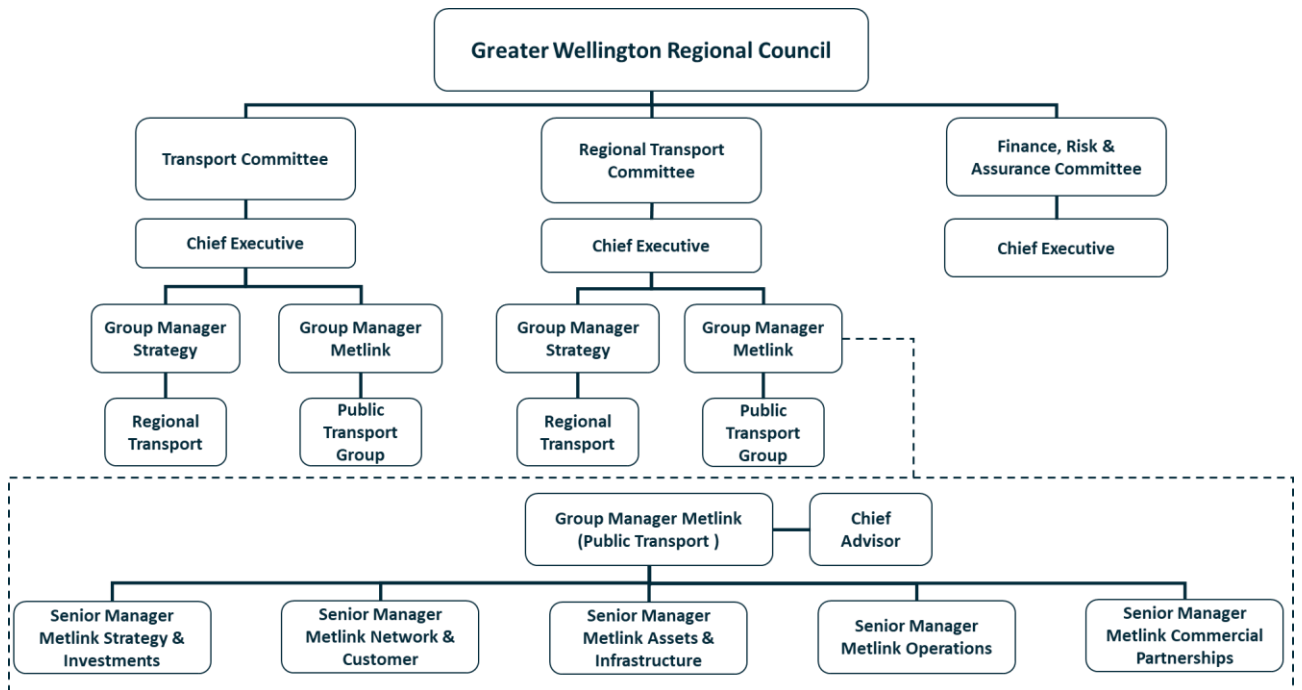 Greater Wellington Regional Council
Transport Committee
Regional Transport
Committee
Finance, Risk &
Assurance Committee
Chief Executive
Chief Executive
Chief Executive
Group Manager
Strategy
Group Manager
Metlink
Group Manager
Strategy
Group Manager
Metlink
Regional
Transport
Public
Transport
Group
Regional
Transport
Public
Transport
Group
Group Manager Metlink
(Public Transport )
Chief
Advisor
Senior Manager
Metlink Strategy &
Investments
Senior Manager
Metlink Network &
Customer
Senior Manager
Metlink Assets &
Infrastructure
Senior Manager
Metlink Operations
Senior Manager
Metlink Commercial
Partnerships